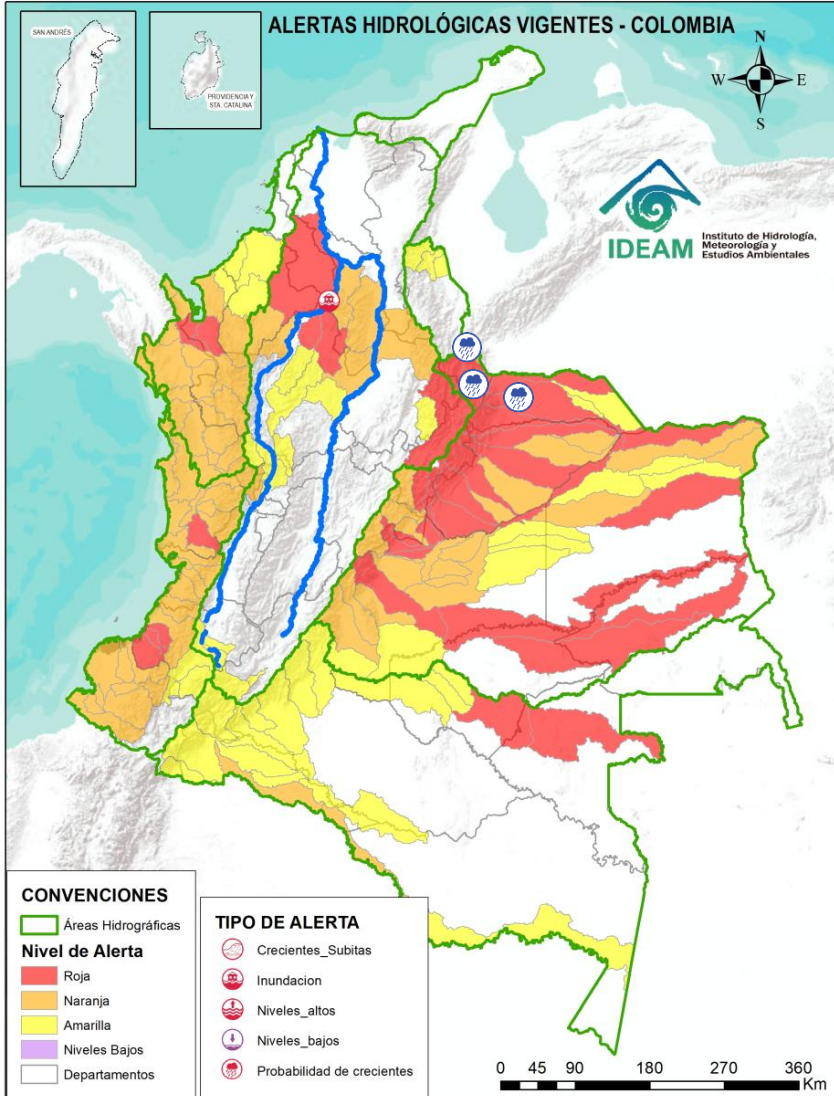 ALERTAS HIDROLÓGICAS VIGENTES - COLOMBIA
SAN ANDRÉS
PROVIDENCIA Y
STA. CATALINA
N
W
E
S
IDEAM
Instituto de Hidrología,
Meteorología y
Estudios Ambientales
CONVENCIONES
Áreas Hidrográficas
Nivel de Alerta
Roja
Naranja
Amarilla
Niveles Bajos
Departamentos
TIPO DE ALERTA
Crecientes_Subitas
Inundacion
Niveles_altos
Niveles_bajos
Probabilidad de crecientes
0 45 90 180 270 360
Km